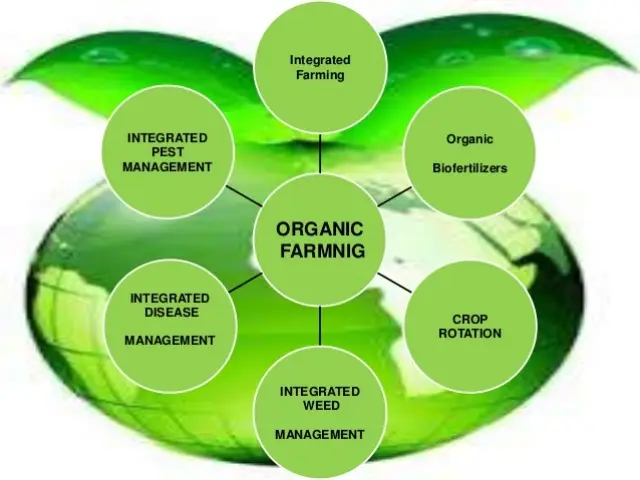 Integrated
Farming
Organic
Biofertilizers
CROP
ROTATION
INTEGRATED
WEED
MANAGEMENT
INTEGRATED
DISEASE
MANAGEMENT
INTEGRATED
PEST
MANAGEMENT
ORGANIC
FARMNIG